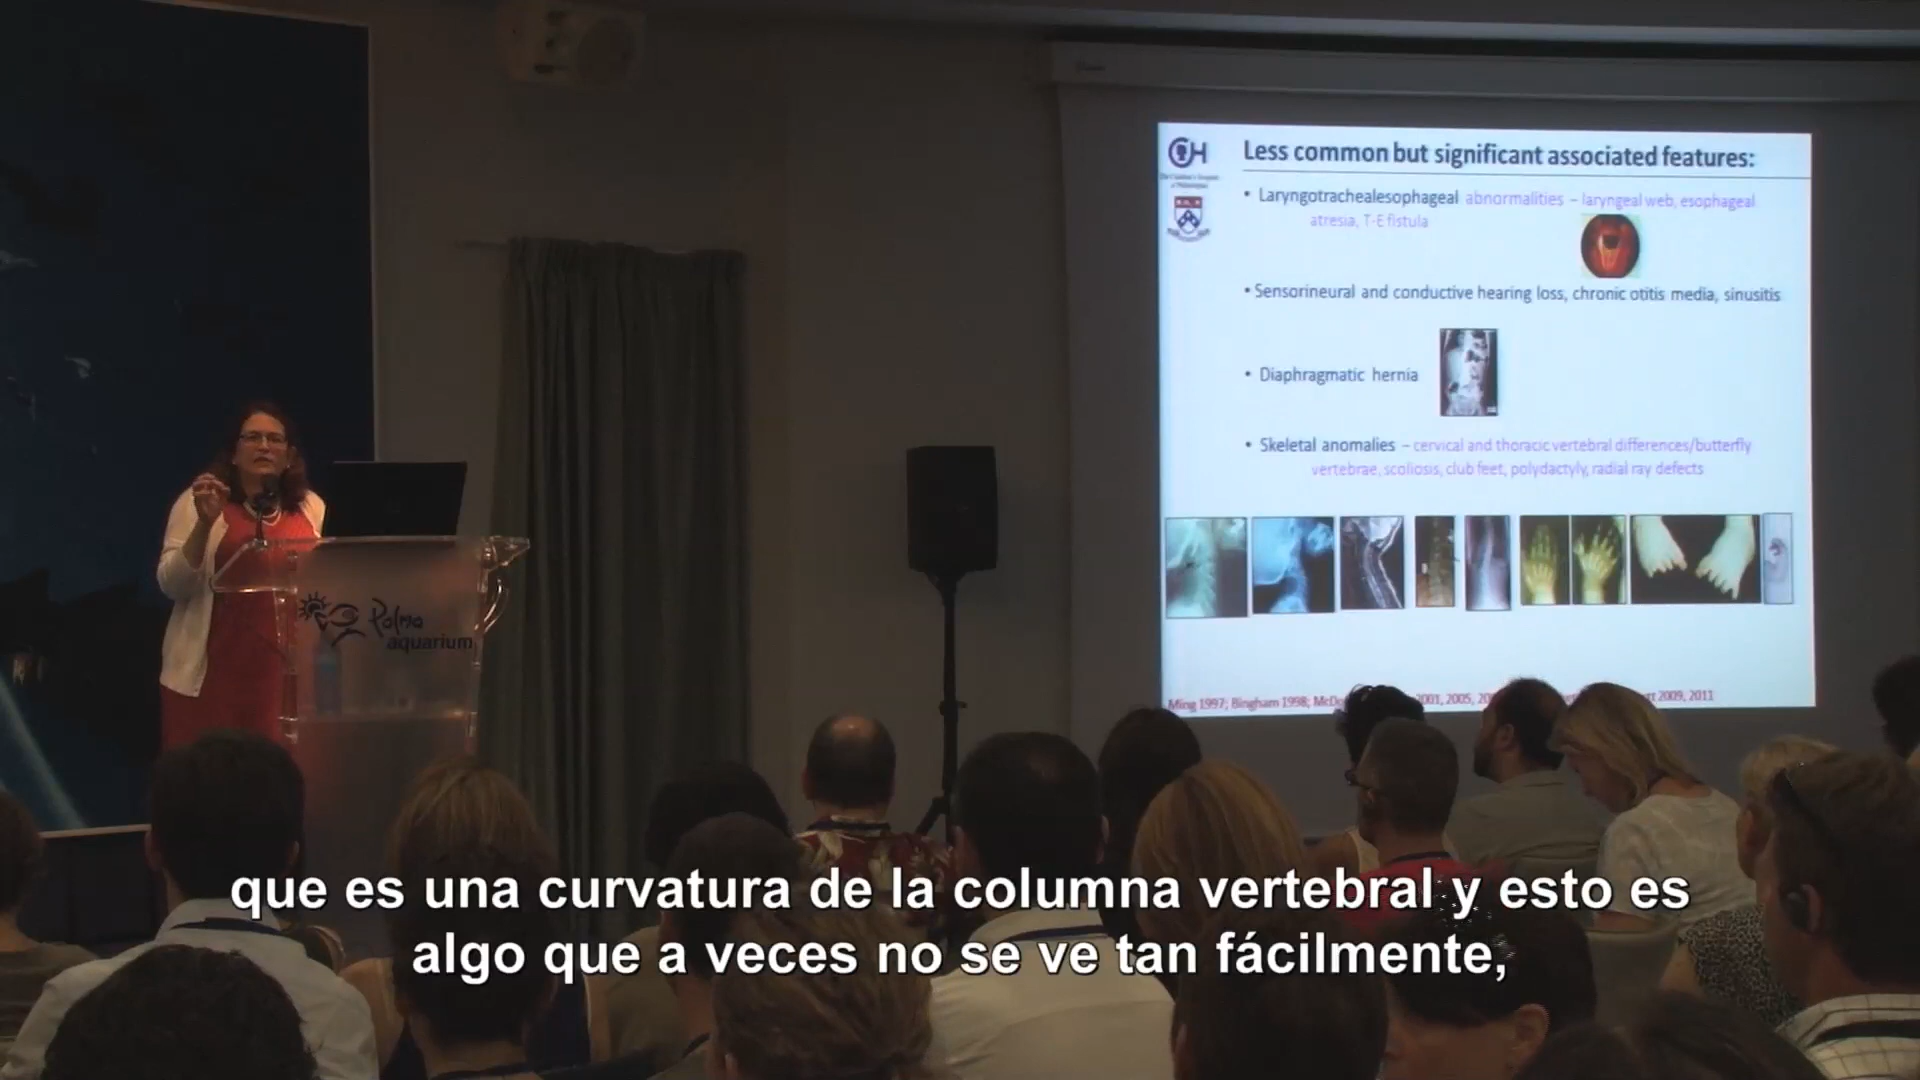 Less common but significant associated features:
• Laryngotrachealesophageal abnormalities – laryngeal web, esophageal
atresia, T-E fistula
• Sensorineural and conductive hearing loss, chronic otitis media, sinusitis
• Diaphragmatic hernia
• Skeletal anomalies – cervical and thoracic vertebral differences/butterfly
vertebrae, scoliosis, club feet, polydactyly, radial ray defects
Ming 1997; Bingham 1998; 2001, 2005, 2009, 2011
Palma
aquarium
que es una curvatura de la columna vertebral y esto es
algo que a veces no se ve tan fácilmente,